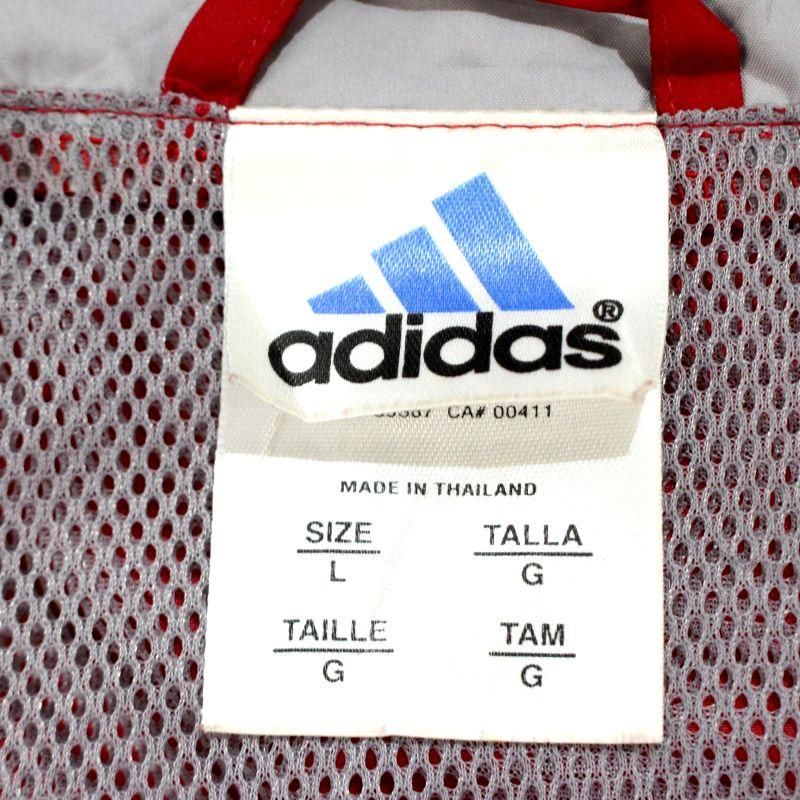 adidas®
CA# 00411
MADE IN THAILAND
SIZE TALLA
L G
TAILLE TAM
G G